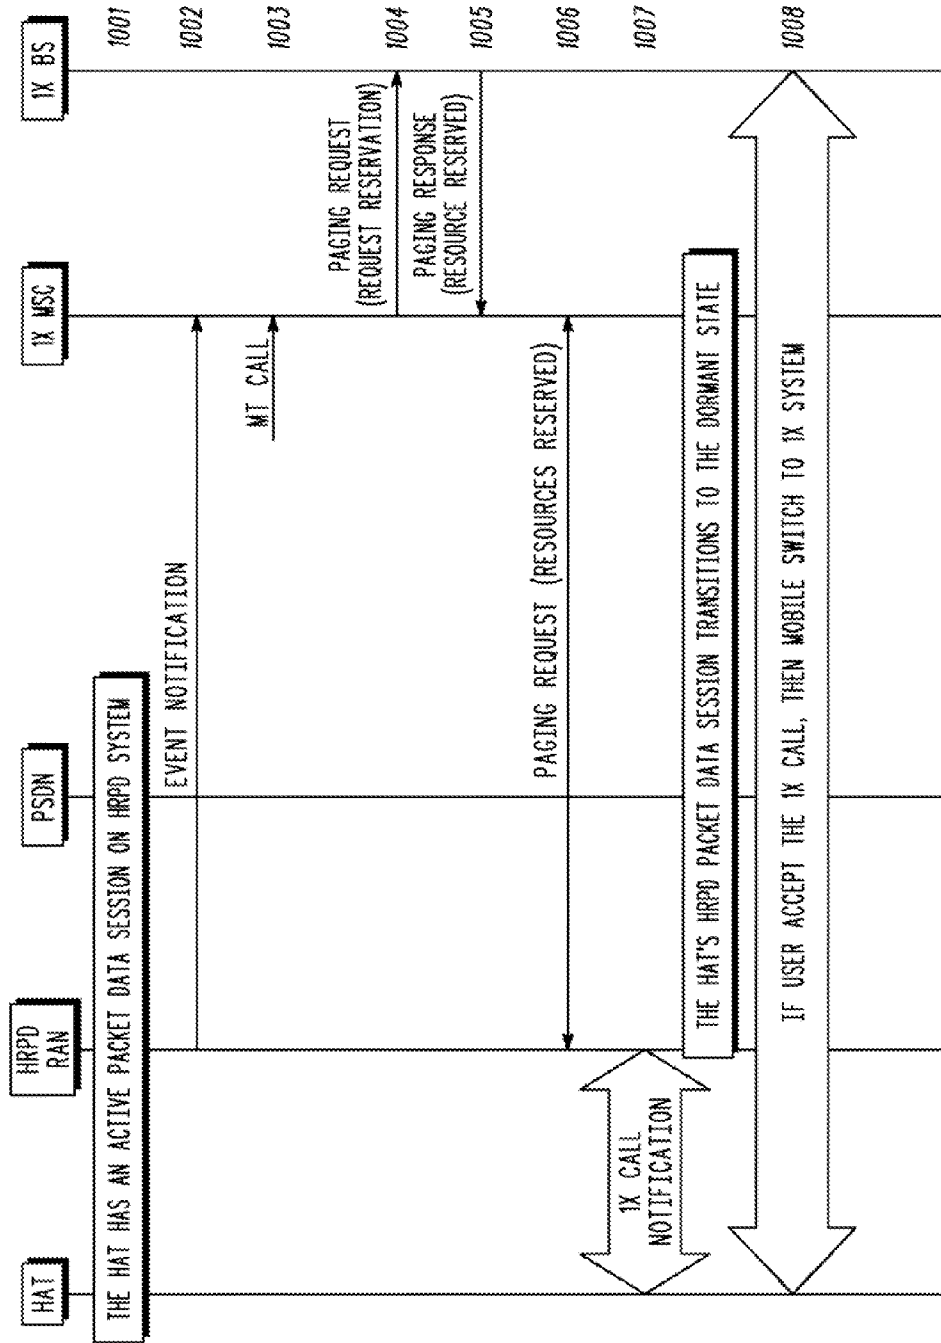 HAT
HRPD
RAN
PSDN
1X MSC
1X BS
THE HAT HAS AN ACTIVE PACKET DATA SESSION ON HRPD SYSTEM
1001
EVENT NOTIFICATION
1002
MT CALL
1003
PAGING REQUEST
(REQUEST RESERVATION)
1004
PAGING RESPONSE
(RESOURCE RESERVED)
1005
PAGING REQUEST (RESOURCES RESERVED)
1006
1X CALL
NOTIFICATION
1007
THE HAT'S HRPD PACKET DATA SESSION TRANSITIONS TO THE DORMANT STATE
IF USER ACCEPT THE 1X CALL, THEN MOBILE SWITCH TO 1X SYSTEM
1008